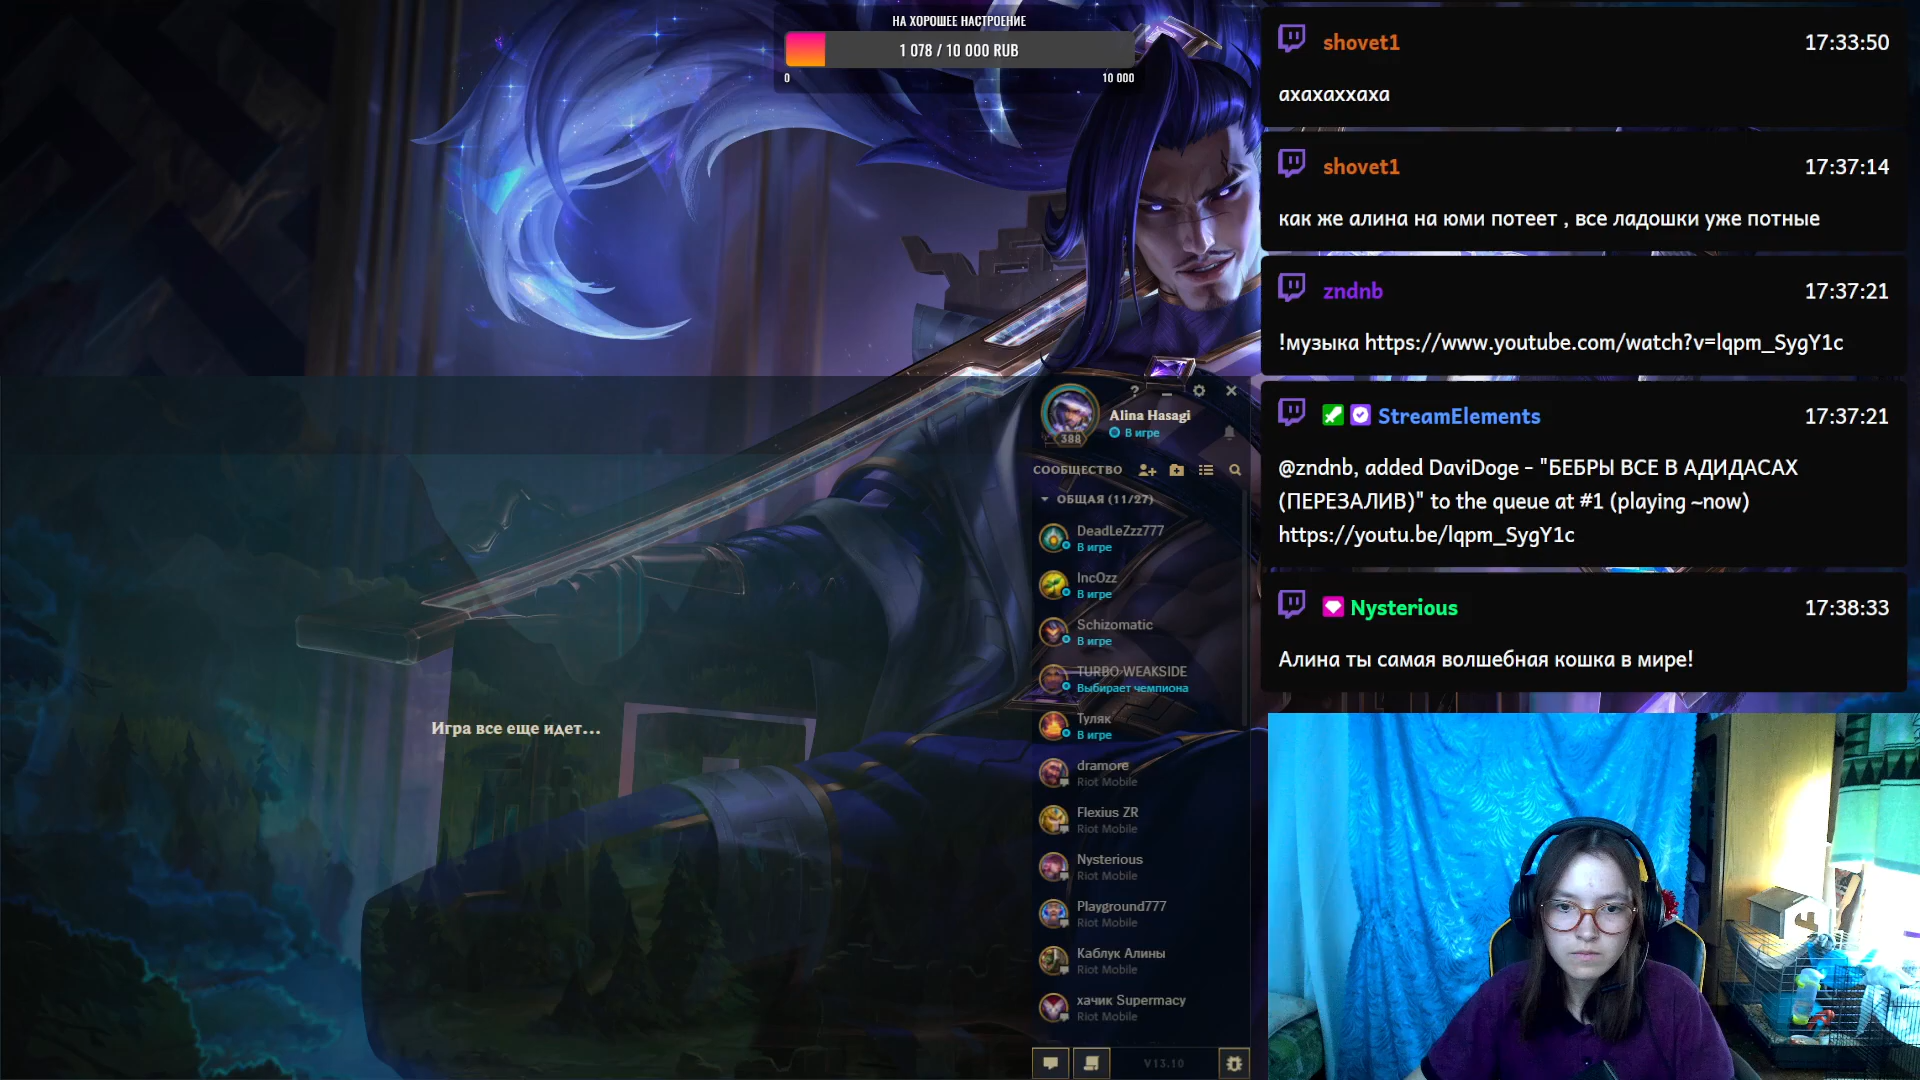 НА ХОРОШЕЕ НАСТРОЕНИЕ
1 078 / 10 000 RUB
0
10 000
shovet1
17:33:50
ахахаххаха
shovet1
17:37:14
как же алина на юми потеет , все ладошки уже потные
zndnb
17:37:21
!музыка https://www.youtube.com/watch?v=lqpm_SygY1c
StreamElements
17:37:21
@zndnb, added DaviDoge - "БЕБРЫ ВСЕ В АДИДАСАХ
(ПЕРЕЗАЛИВ)" to the queue at #1 (playing ~now)
https://youtu.be/lqpm_SygY1c
Nysterious
17:38:33
Алина ты самая волшебная кошка в мире!
Alina Hasagi
В игре
388
СООБЩЕСТВО
ОБЩАЯ (11/27)
DeadLeZzz777
В игре
IncOzz
В игре
Schizomatic
В игре
TURBO WEAKSIDE
Выбирает чемпиона
Туляк
В игре
dramore
Riot Mobile
Flexius ZR
Riot Mobile
Nysterious
Riot Mobile
Playground777
Riot Mobile
Каблук Алины
Riot Mobile
хачик Supermacy
Riot Mobile
V13.10
Игра все еще идет...